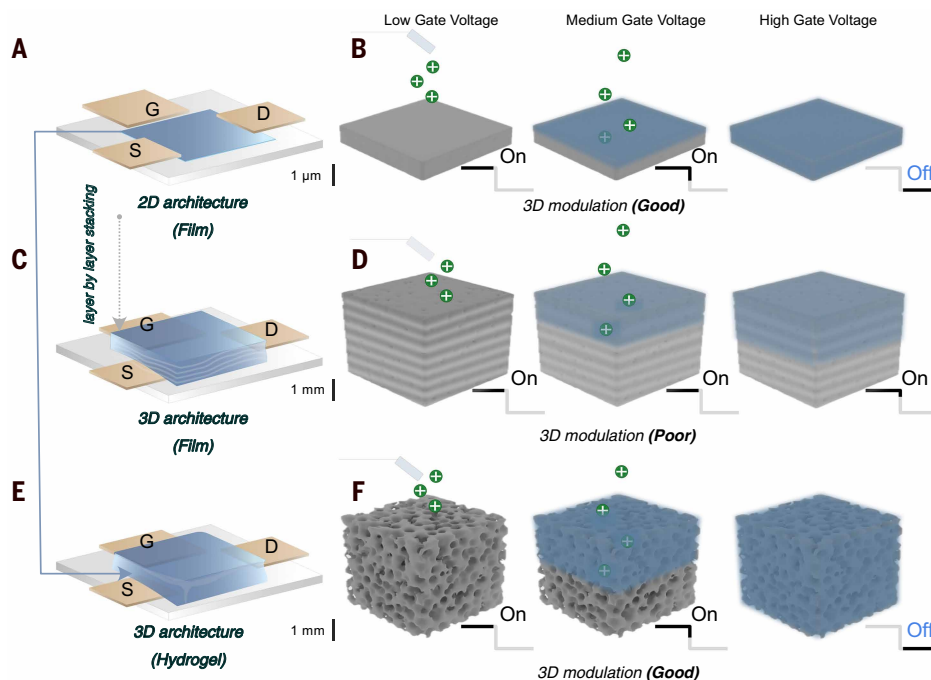 Low Gate Voltage
Medium Gate Voltage
High Gate Voltage
A
G
D
S
1 µm
2D architecture
(Film)
B
On
On
Off
3D modulation (Good)
layer by layer stacking
C
G
D
S
1 mm
3D architecture
(Film)
D
On
On
On
3D modulation (Poor)
E
G
D
S
1 mm
3D architecture
(Hydrogel)
F
On
On
Off
3D modulation (Good)